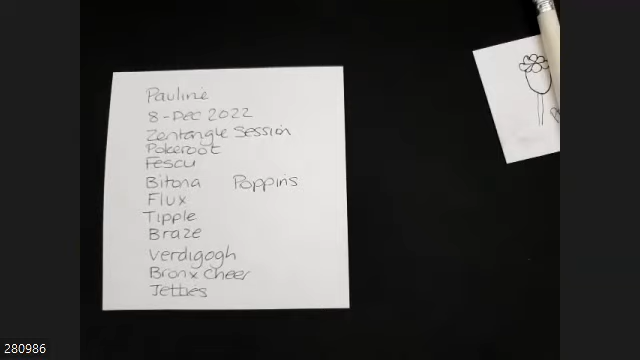 Pauline
8-Dec 2022
Zentangle Session
Pokeroot
Fescu
Bitona Poppins
Flux
Tipple
Braze
Verdigogh
Bronx Cheer
Jetties
280986